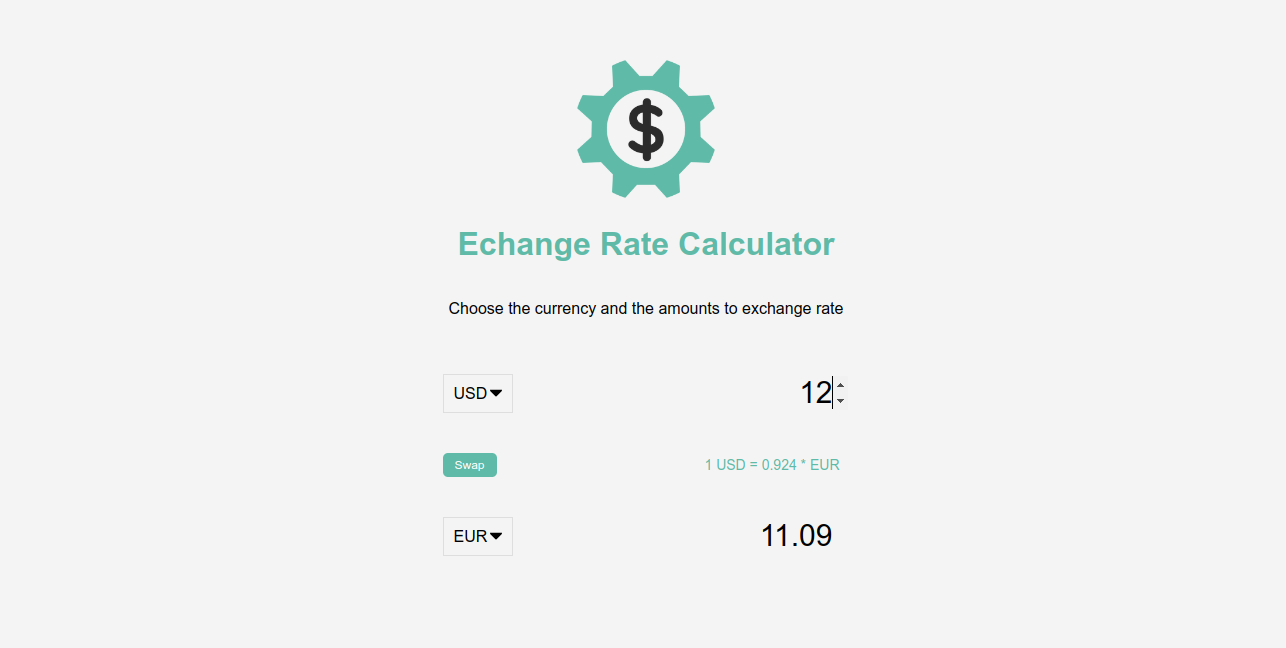 $
Echange Rate Calculator
Choose the currency and the amounts to exchange rate
USD 12
Swap 1 USD = 0.924 * EUR
EUR 11.09